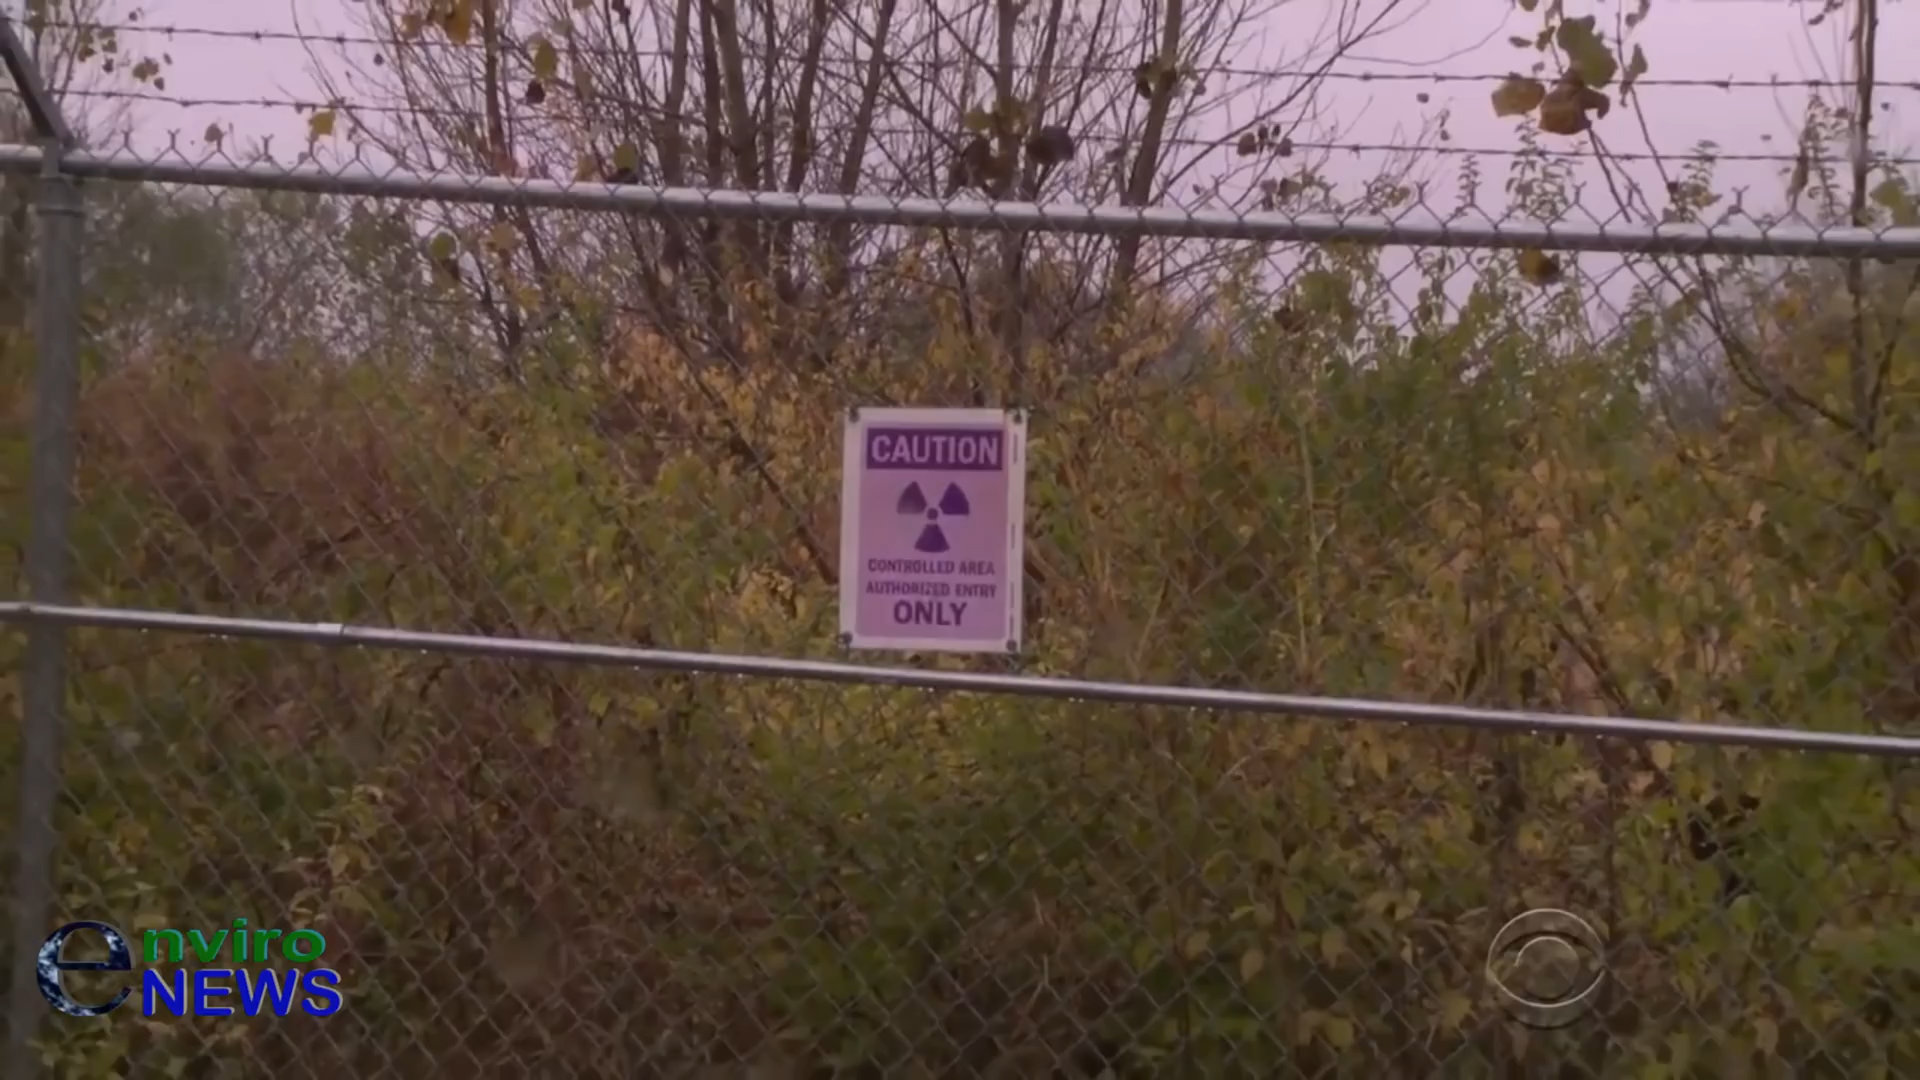 CAUTION
CONTROLLED AREA
AUTHORIZED ENTRY
ONLY
enviro
NEWS